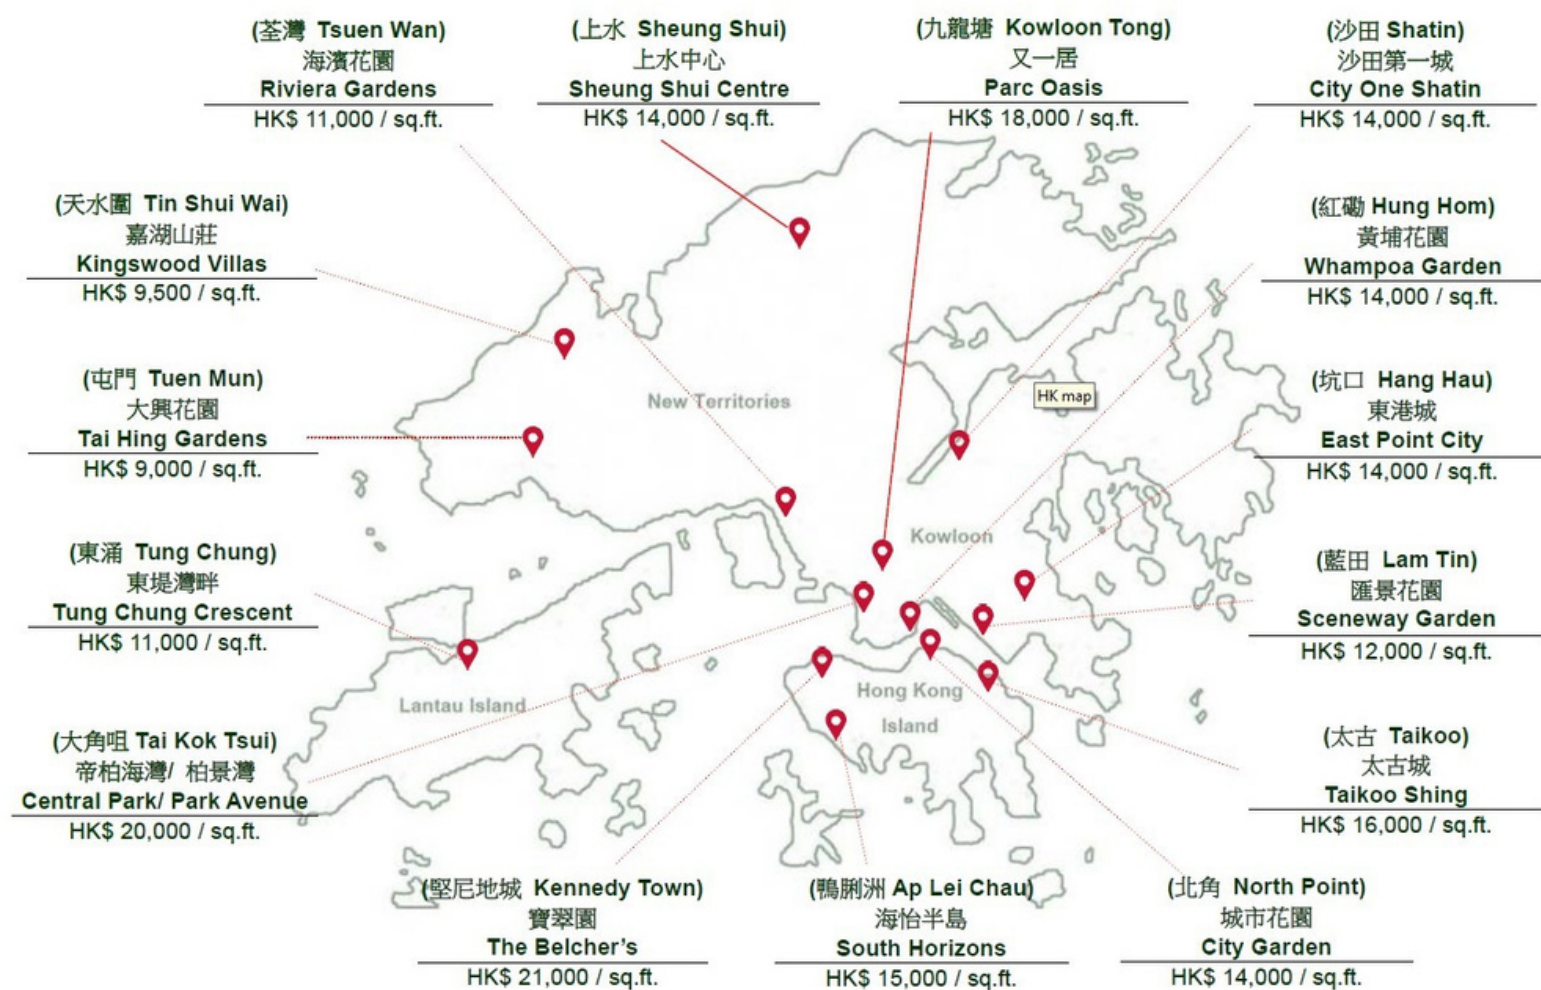 (荃灣 Tsuen Wan)
海濱花園
Riviera Gardens
HK$ 11,000 / sq.ft.
(上水 Sheung Shui)
上水中心
Sheung Shui Centre
HK$ 14,000 / sq.ft.
(九龍塘 Kowloon Tong)
又一居
Parc Oasis
HK$ 18,000 / sq.ft.
(沙田 Shatin)
沙田第一城
City One Shatin
HK$ 14,000 / sq.ft.
(天水圍 Tin Shui Wai)
嘉湖山莊
Kingswood Villas
HK$ 9,500 / sq.ft.
(紅磡 Hung Hom)
黃埔花園
Whampoa Garden
HK$ 14,000 / sq.ft.
(屯門 Tuen Mun)
大興花園
Tai Hing Gardens
HK$ 9,000 / sq.ft.
New Territories
HK map
(坑口 Hang Hau)
東港城
East Point City
HK$ 14,000 / sq.ft.
Kowloon
(東涌 Tung Chung)
東堤灣畔
Tung Chung Crescent
HK$ 11,000 / sq.ft.
(藍田 Lam Tin)
匯景花園
Sceneway Garden
HK$ 12,000 / sq.ft.
Lantau Island
Hong Kong
Island
(大角咀 Tai Kok Tsui)
帝柏海灣/ 柏景灣
Central Park/ Park Avenue
HK$ 20,000 / sq.ft.
(太古 Taikoo)
太古城
Taikoo Shing
HK$ 16,000 / sq.ft.
(堅尼地城 Kennedy Town)
寶翠園
The Belcher’s
HK$ 21,000 / sq.ft.
(鴨脷洲 Ap Lei Chau)
海怡半島
South Horizons
HK$ 15,000 / sq.ft.
(北角 North Point)
城市花園
City Garden
HK$ 14,000 / sq.ft.